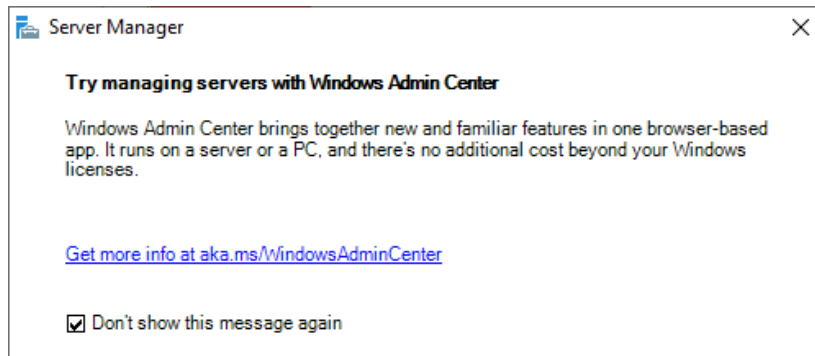 Server Manager
Try managing servers with Windows Admin Center
Windows Admin Center brings together new and familiar features in one browser-based
app. It runs on a server or a PC, and there's no additional cost beyond your Windows
licenses.
Get more info at aka.ms/WindowsAdminCenter
Don't show this message again